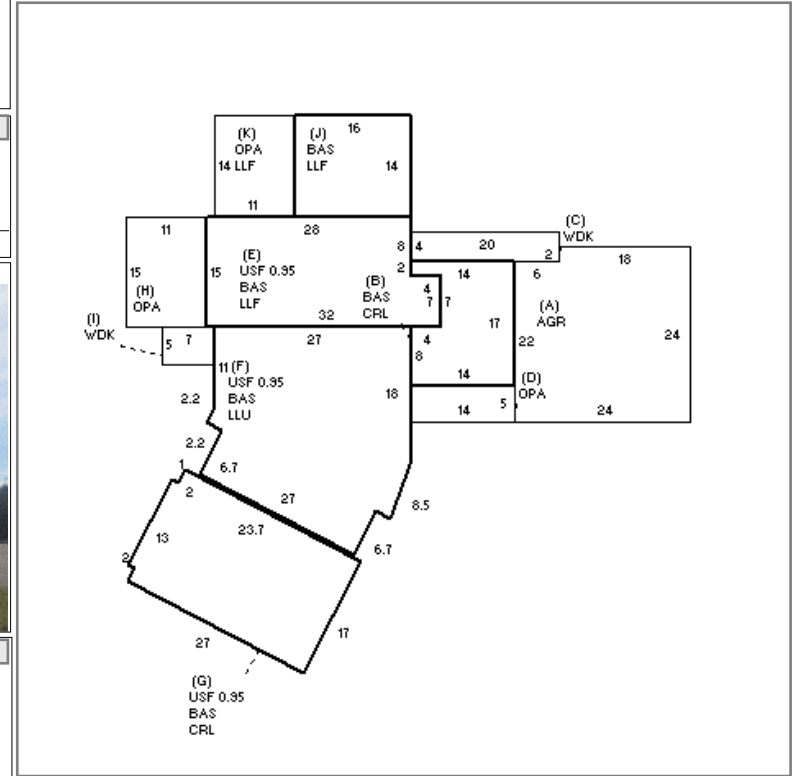 (K)
OPA
14 LLF
11
(J)
BAS
LLF
16
14
(C)
WDK
11
28
8 4
20
2
18
15
(H)
OPA
15
(E)
USF 0.95
BAS
LLF
2
(B)
BAS
CRL
4
7 7
14
6
(A)
AGR
17
22
24
(I)
WDK
5 7
32
27
4
8
11 (F)
USF 0.95
BAS
LLU
18
14
(D)
OPA
14
5
24
2.2
2.2
1
2
6.7
27
8.5
13
23.7
6.7
2
27
17
(G)
USF 0.95
BAS
CRL